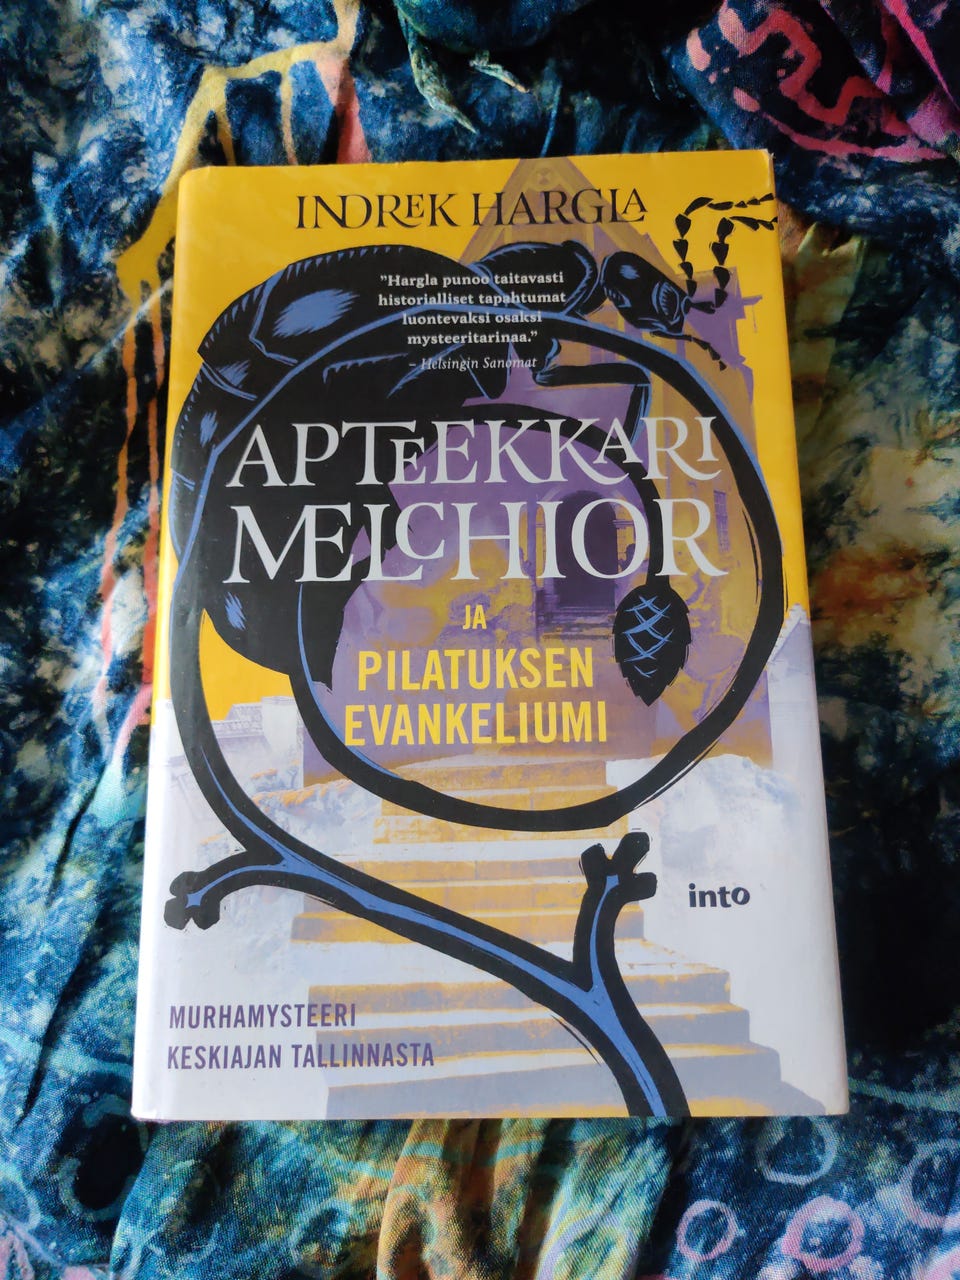 INDREK HARGLA
"Hargla punoo taitavasti
historialliset tapahtumat
luontevaksi osaksi
mysteeritarinaa."
– Helsingin Sanomat
APTEEKKARI
MELCHIOR
JA
PILATUKSEN
EVANKELIUMI
into
MURHAMYSTEERI
KESKIAJAN TALLINNASTA